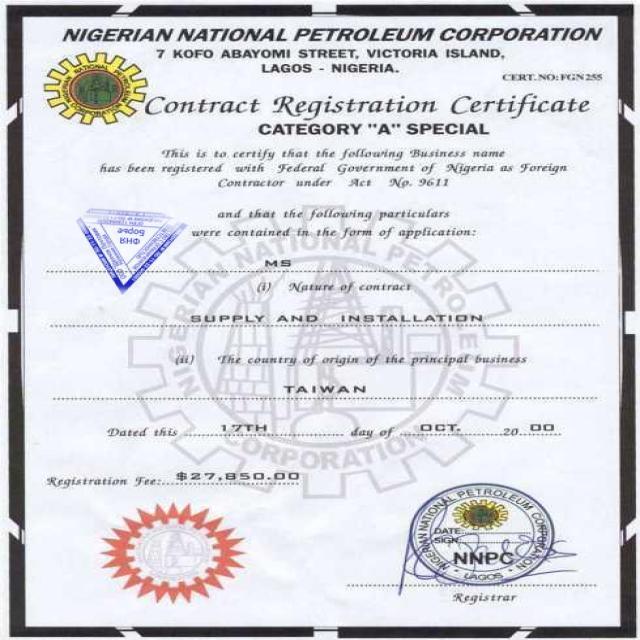 NIGERIAN NATIONAL PETROLEUM CORPORATION
7 KOFO ABAYOMI STREET, VICTORIA ISLAND,
LAGOS - NIGERIA.
CERT. NO: FGN 255
Contract Registration Certificate
CATEGORY "A" SPECIAL
This is to certify that the following Business name
has been registered with Federal Government of Nigeria as Foreign
Contractor under Act No. 9611
and that the following particulars
were contained in the form of application:
ФНЯ
Борье
MS
(i) Nature of contract
SUPPLY AND INSTALLATION
(ii) The country of origin of the principal business
TAIWAN
Dated this 17TH day of OCT. 20 00
Registration Fee: $27,850.00
NIGERIAN NATIONAL PETROLEUM CORPORATION
DATE:
SIGN:
NNPC
LAGOS
Registrar
NIGERIAN NATIONAL PETROLEUM CORPORATION